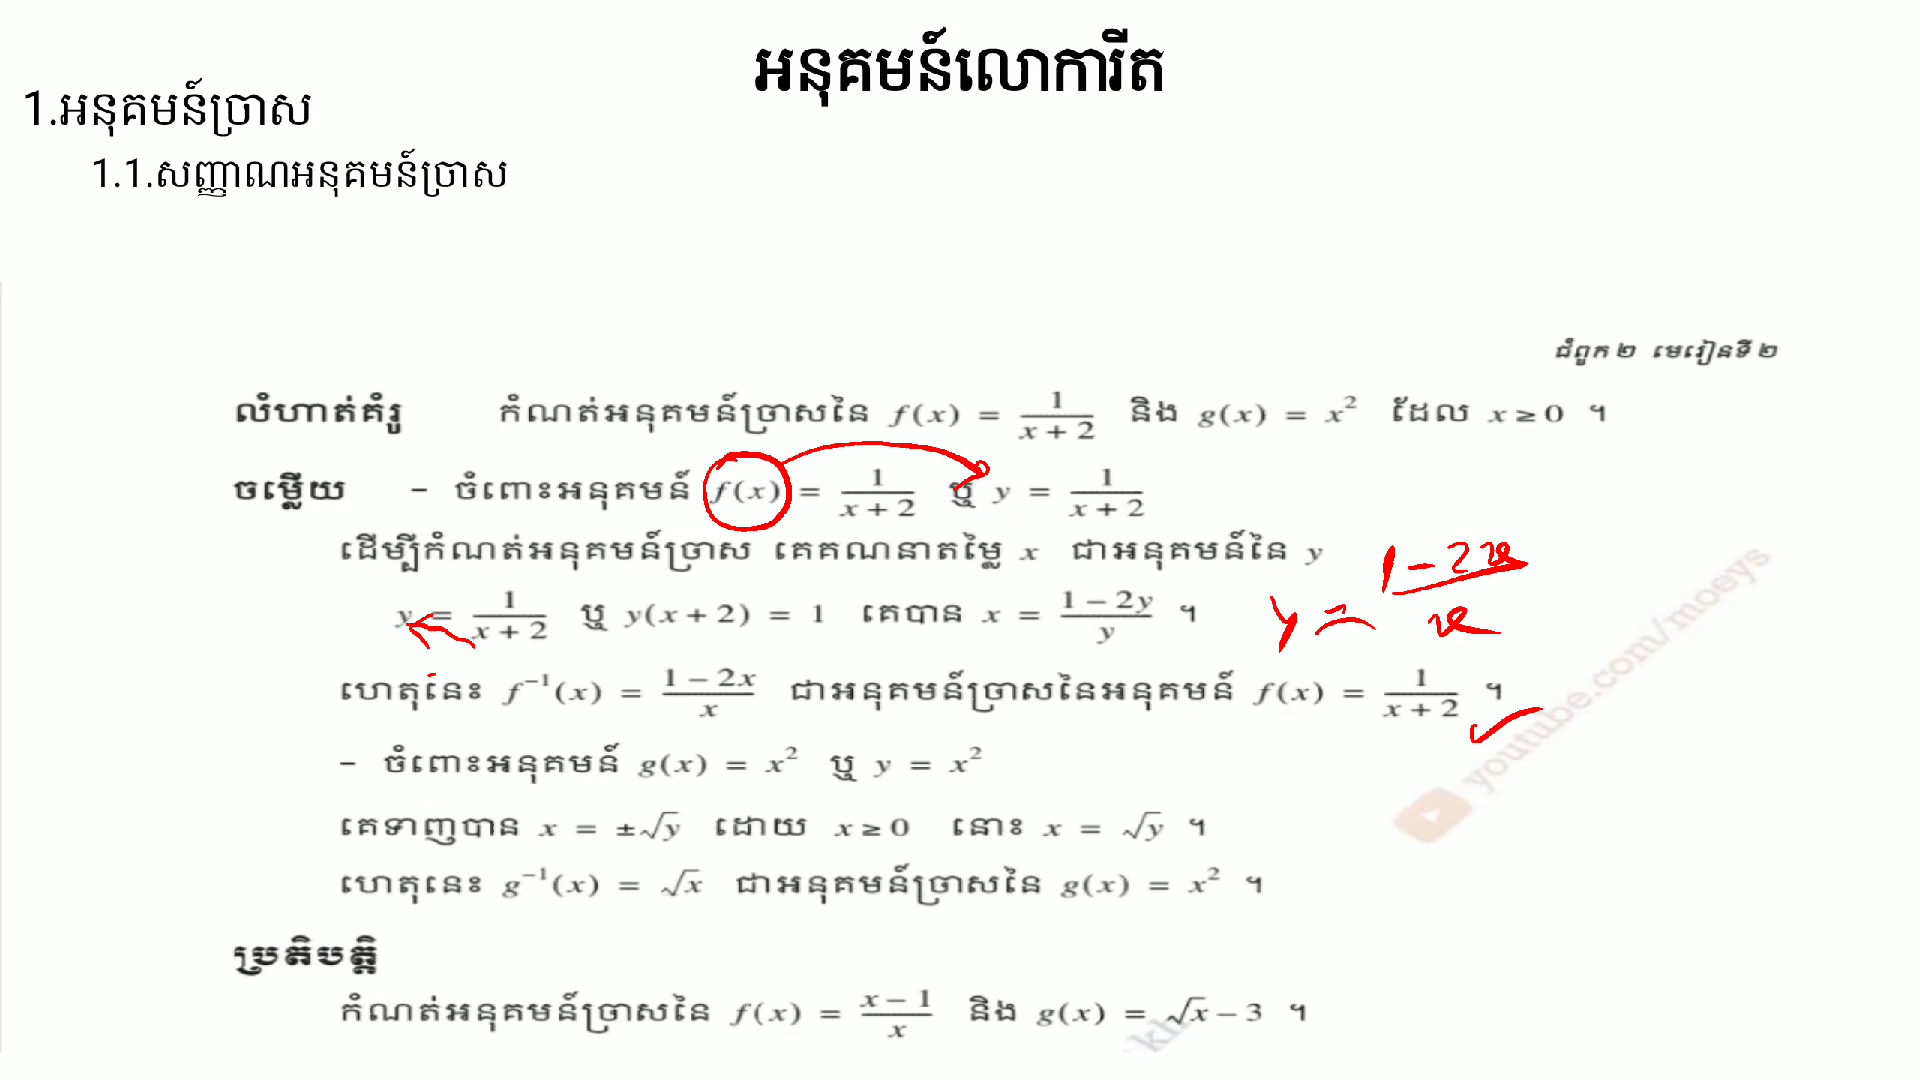 អនុគមន៍លោការីត
1.អនុគមន៍ច្រាស
1.1.សញ្ញាណអនុគមន៍ច្រាស
ជំពូក ២ មេរៀនទី ២
លំហាត់គំរូ កំណត់អនុគមន៍ច្រាសនៃ f(x) = 1/(x + 2) និង g(x) = x² ដែល x ≥ 0 ។
ចម្លើយ – ចំពោះអនុគមន៍ f(x) = 1/(x + 2) ឬ y = 1/(x + 2)
ដើម្បីកំណត់អនុគមន៍ច្រាស គេគណនាតម្លៃ x ជាអនុគមន៍នៃ y
y = 1/(x + 2) ឬ y(x + 2) = 1 គេបាន x = (1 – 2y)/y ។
y = (1 – 2x)/x
ហេតុនេះ f⁻¹(x) = (1 – 2x)/x ជាអនុគមន៍ច្រាសនៃអនុគមន៍ f(x) = 1/(x + 2) ។
– ចំពោះអនុគមន៍ g(x) = x² ឬ y = x²
គេទាញបាន x = ±√y ដោយ x ≥ 0 នោះ x = √y ។
ហេតុនេះ g⁻¹(x) = √x ជាអនុគមន៍ច្រាសនៃ g(x) = x² ។
ប្រតិបត្តិ
កំណត់អនុគមន៍ច្រាសនៃ f(x) = (x – 1)/x និង g(x) = √x – 3 ។
youtube.com/moeys